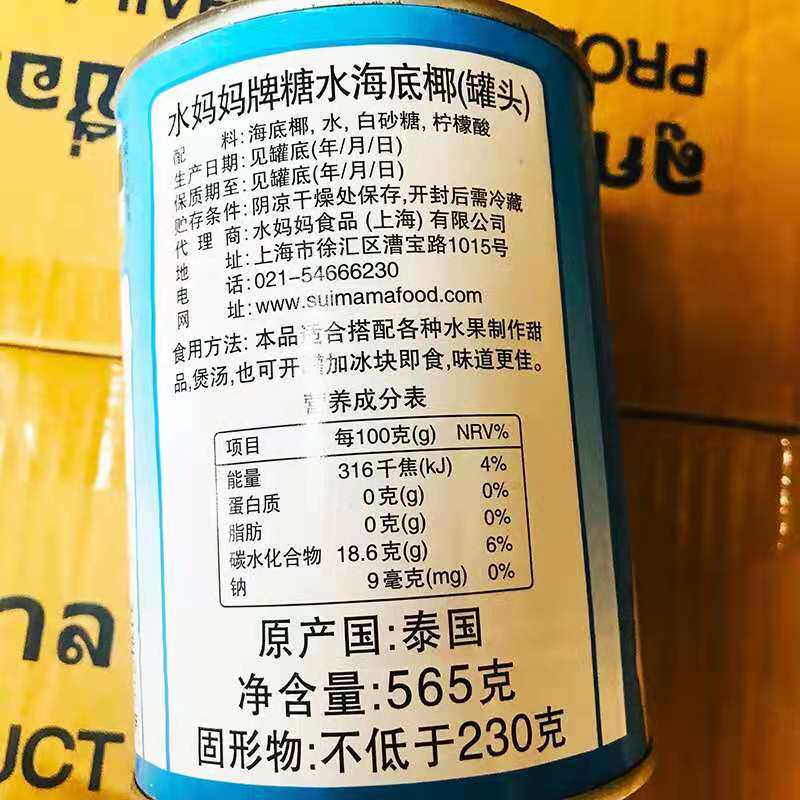 水妈妈牌糖水海底椰(罐头)
配 料:海底椰, 水, 白砂糖, 柠檬酸
生产日期:见罐底(年/月/日)
保质期至:见罐底(年/月/日)
贮存条件:阴凉干燥处保存,开封后需冷藏
代理商:水妈妈食品 (上海) 有限公司
地 址:上海市徐汇区漕宝路1015号
电 话:021-54666230
网 址:www.suimamafood.com
食用方法: 本品适合搭配各种水果制作甜
品,煲汤,也可开罐加冰块即食,味道更佳。
营养成分表
项目 每100克(g) NRV%
能量 316千焦(kJ) 4%
蛋白质 0克(g) 0%
脂肪 0克(g) 0%
碳水化合物 18.6克(g) 6%
钠 9毫克(mg) 0%
原产国:泰国
净含量:565克
固形物:不低于230克